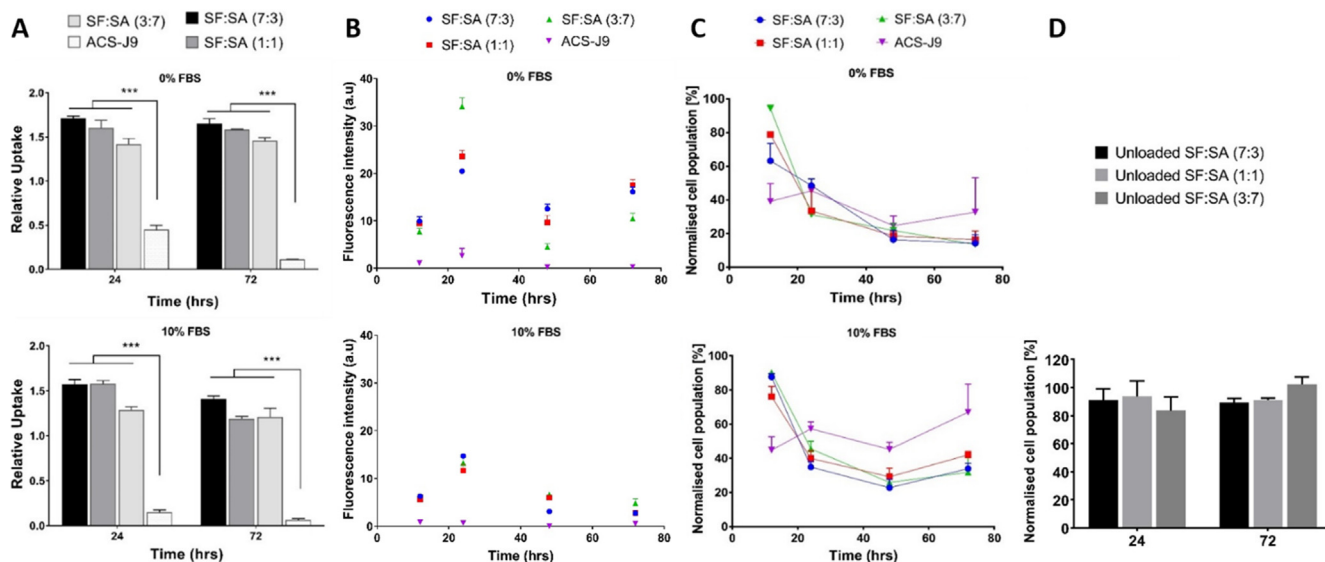 A
SF:SA (3:7)
SF:SA (7:3)
ACS-J9
SF:SA (1:1)
0% FBS
Relative Uptake
2.0
1.5
1.0
0.5
0.0
***
***
24
72
Time (hrs)
10% FBS
Relative Uptake
2.0
1.5
1.0
0.5
0.0
***
***
24
72
Time (hrs)
B
SF:SA (7:3)
SF:SA (3:7)
SF:SA (1:1)
ACS-J9
0% FBS
Fluorescence intensity (a.u)
40
30
20
10
0
0
20
40
60
80
Time (hrs)
10% FBS
Fluorescence intensity (a.u)
40
30
20
10
0
0
20
40
60
80
Time (hrs)
C
SF:SA (7:3)
SF:SA (3:7)
SF:SA (1:1)
ACS-J9
0% FBS
Normalised cell population [%]
100
80
60
40
20
0
0
20
40
60
80
Time (hrs)
10% FBS
Normalised cell population [%]
100
80
60
40
20
0
0
20
40
60
80
Time (hrs)
D
Unloaded SF:SA (7:3)
Unloaded SF:SA (1:1)
Unloaded SF:SA (3:7)
Normalised cell population [%]
120
100
80
60
40
20
0
24
72